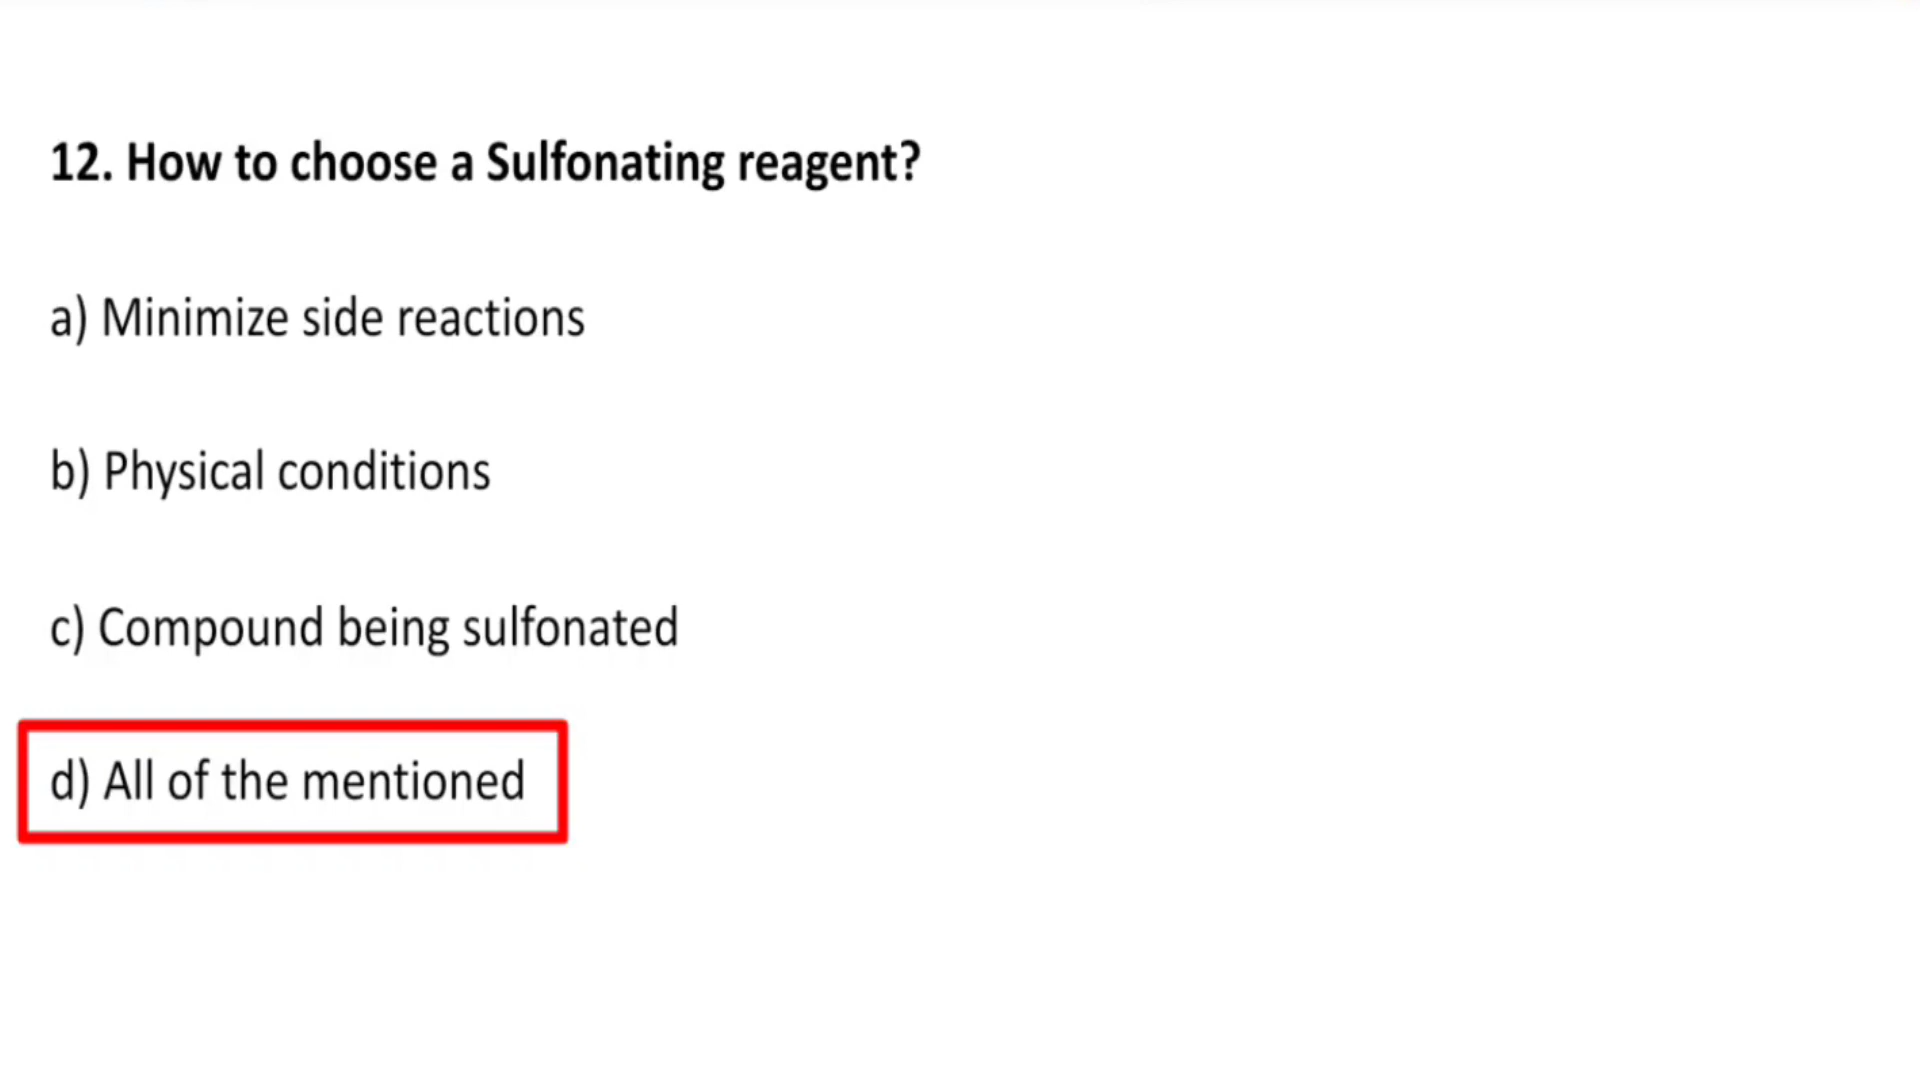 12. How to choose a Sulfonating reagent?
a) Minimize side reactions
b) Physical conditions
c) Compound being sulfonated
d) All of the mentioned